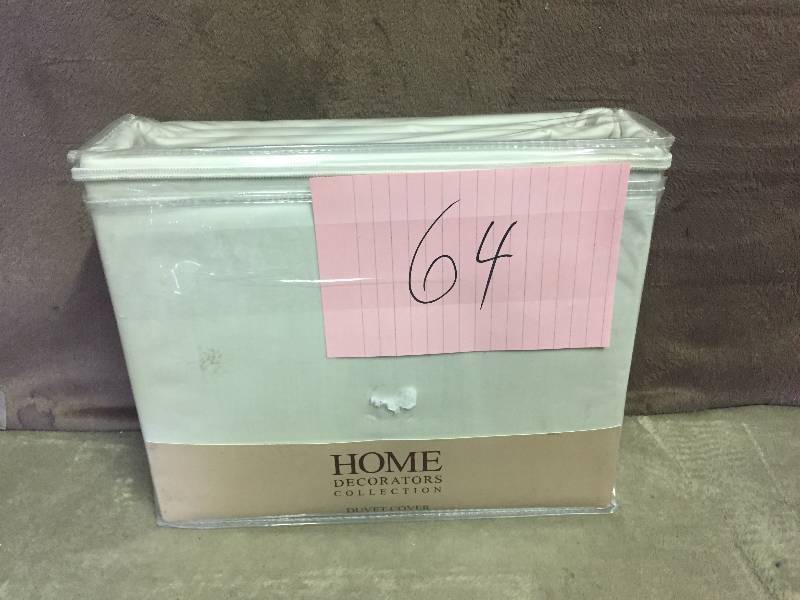 64
HOME
DECORATORS
COLLECTION
DUVET COVER